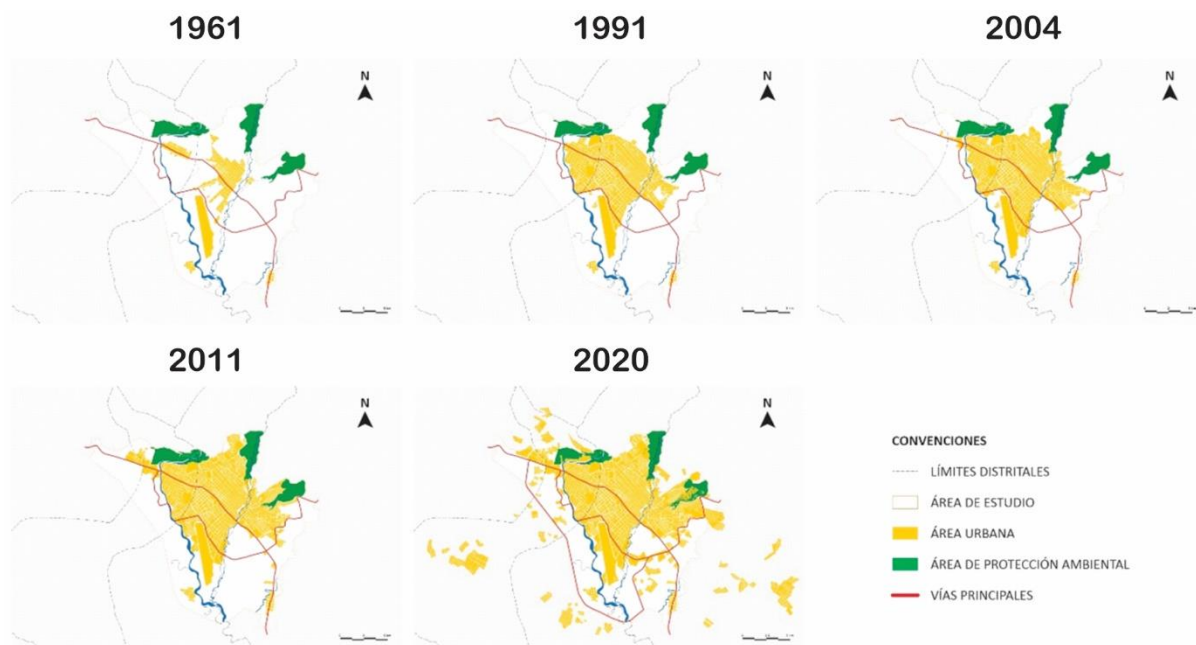 1961
1991
2004
N
N
N
2011
2020
N
N
CONVENCIONES
LÍMITES DISTRITALES
ÁREA DE ESTUDIO
ÁREA URBANA
ÁREA DE PROTECCIÓN AMBIENTAL
VÍAS PRINCIPALES